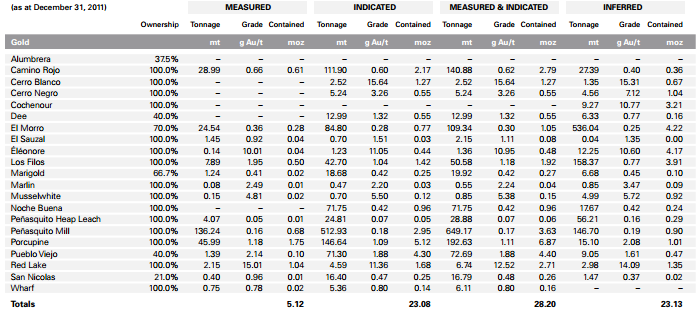 (as at December 31, 2011) MEASURED INDICATED MEASURED & INDICATED INFERRED
Ownership Tonnage Grade Contained Tonnage Grade Contained Tonnage Grade Contained Tonnage Grade Contained
Gold mt g Au/t moz mt g Au/t moz mt g Au/t moz mt g Au/t moz
Alumbrera 37.5% – – – – – – – – – – – –
Camino Rojo 100.0% 28.99 0.66 0.61 111.90 0.60 2.17 140.88 0.62 2.79 27.39 0.40 0.36
Cerro Blanco 100.0% – – – 2.52 15.64 1.27 2.52 15.64 1.27 1.35 15.31 0.67
Cerro Negro 100.0% – – – 5.24 3.26 0.55 5.24 3.26 0.55 4.56 7.12 1.04
Cochenour 100.0% – – – – – – – – – 9.27 10.77 3.21
Dee 40.0% – – – 12.99 1.32 0.55 12.99 1.32 0.55 6.33 0.77 0.16
El Morro 70.0% 24.54 0.36 0.28 84.80 0.28 0.77 109.34 0.30 1.05 536.04 0.25 4.22
El Sauzal 100.0% 1.45 0.92 0.04 0.70 1.51 0.03 2.15 1.11 0.08 0.04 1.35 0.00
Éléonore 100.0% 0.14 10.01 0.04 1.23 11.05 0.44 1.36 10.95 0.48 12.25 10.60 4.17
Los Filos 100.0% 7.89 1.95 0.50 42.70 1.04 1.42 50.58 1.18 1.92 158.37 0.77 3.91
Marigold 66.7% 1.24 0.41 0.02 18.68 0.42 0.25 19.92 0.42 0.27 6.68 0.45 0.10
Marlin 100.0% 0.08 2.49 0.01 0.47 2.20 0.03 0.55 2.24 0.04 0.85 3.47 0.09
Musselwhite 100.0% 0.15 4.81 0.02 0.70 5.50 0.12 0.85 5.38 0.15 4.99 5.72 0.92
Noche Buena 100.0% – – – 71.75 0.42 0.96 71.75 0.42 0.96 17.67 0.42 0.24
Peñasquito Heap Leach 100.0% 4.07 0.05 0.01 24.81 0.07 0.05 28.88 0.07 0.06 56.21 0.16 0.29
Peñasquito Mill 100.0% 136.24 0.16 0.68 512.93 0.18 2.95 649.17 0.17 3.63 146.70 0.19 0.90
Porcupine 100.0% 45.99 1.18 1.75 146.64 1.09 5.12 192.63 1.11 6.87 15.10 2.08 1.01
Pueblo Viejo 40.0% 1.39 2.14 0.10 71.30 1.88 4.30 72.69 1.88 4.40 9.05 1.61 0.47
Red Lake 100.0% 2.15 15.01 1.04 4.59 11.36 1.68 6.74 12.52 2.71 2.98 14.09 1.35
San Nicolas 21.0% 0.40 0.96 0.01 16.40 0.47 0.25 16.79 0.48 0.26 1.47 0.37 0.02
Wharf 100.0% 0.75 0.78 0.02 5.36 0.80 0.14 6.11 0.80 0.16 – – –
Totals 5.12 23.08 28.20 23.13